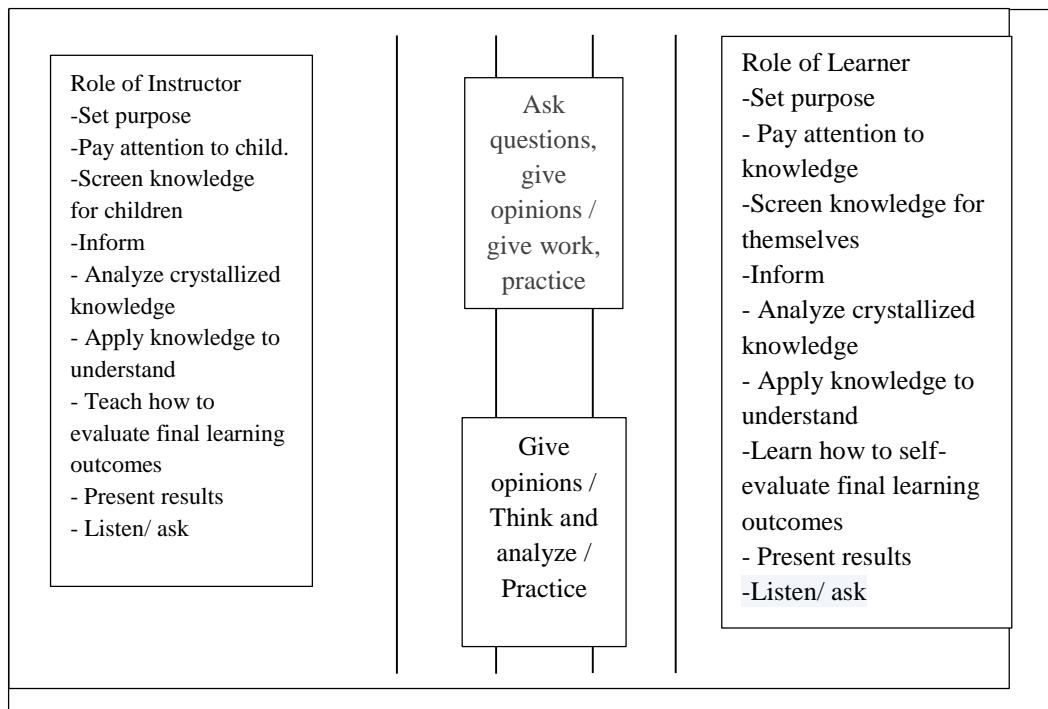 Role of Instructor
-Set purpose
-Pay attention to child.
-Screen knowledge
for children
-Inform
- Analyze crystallized
knowledge
- Apply knowledge to
understand
- Teach how to
evaluate final learning
outcomes
- Present results
- Listen/ ask
Ask
questions,
give
opinions /
give work,
practice
Give
opinions /
Think and
analyze /
Practice
Role of Learner
-Set purpose
- Pay attention to
knowledge
-Screen knowledge for
themselves
-Inform
- Analyze crystallized
knowledge
- Apply knowledge to
understand
-Learn how to self-
evaluate final learning
outcomes
- Present results
-Listen/ ask